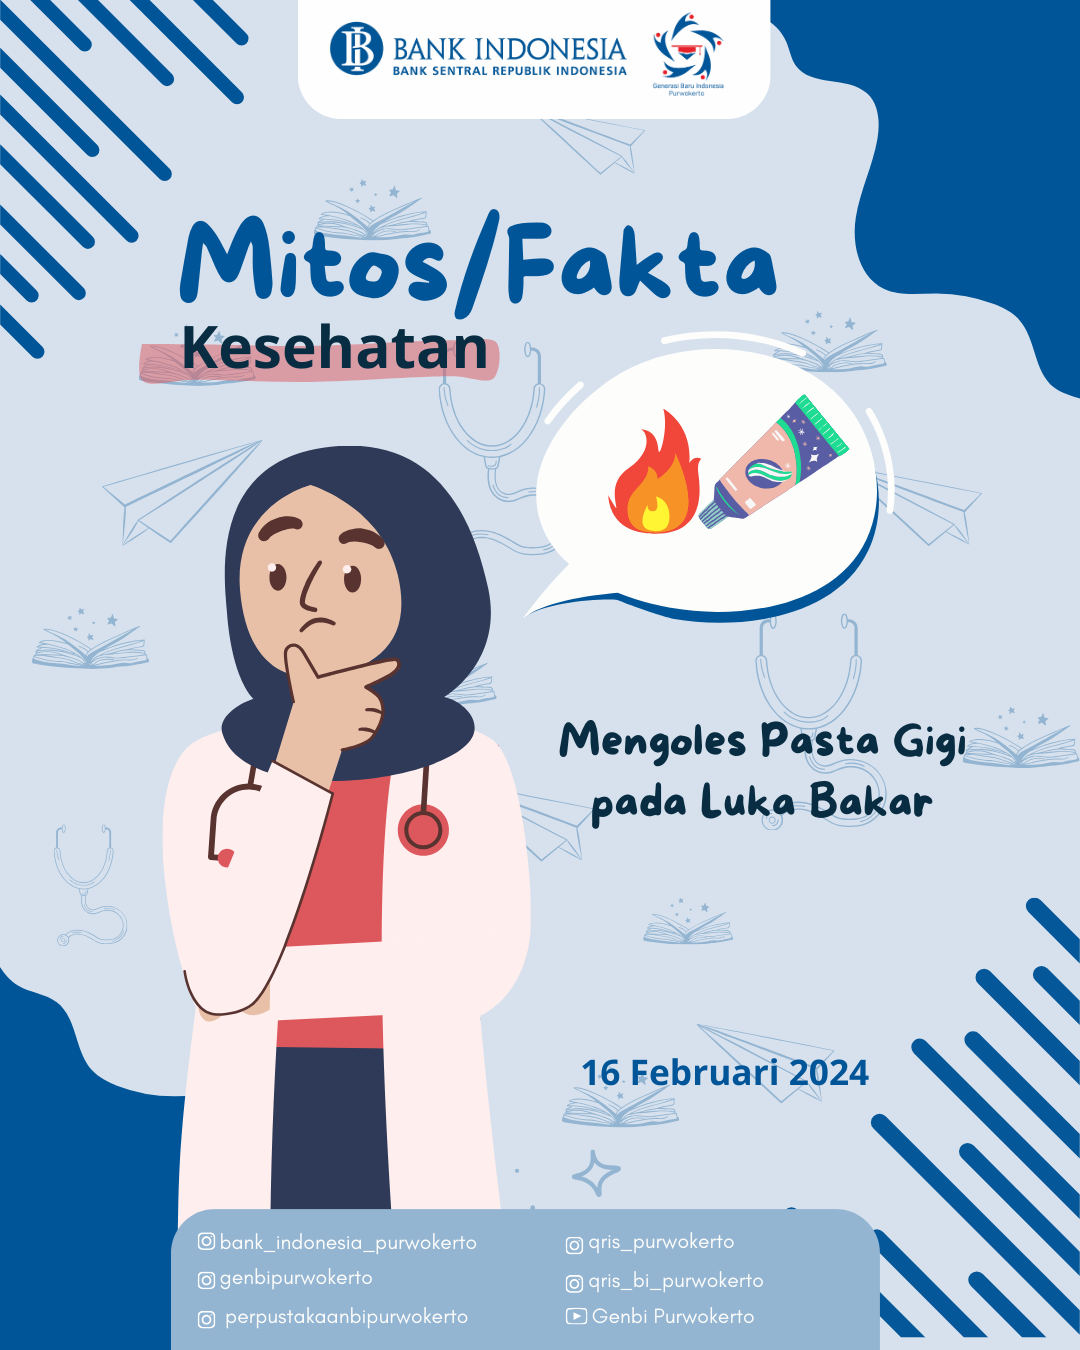 BANK INDONESIA
BANK SENTRAL REPUBLIK INDONESIA
Generasi Baru Indonesia
Purwokerto
Mitos/Fakta
Kesehatan
Mengoles Pasta Gigi
pada Luka Bakar
16 Februari 2024
bank_indonesia_purwokerto
genbipurwokerto
perpustakaanbipurwokerto
qris_purwokerto
qris_bi_purwokerto
Genbi Purwokerto